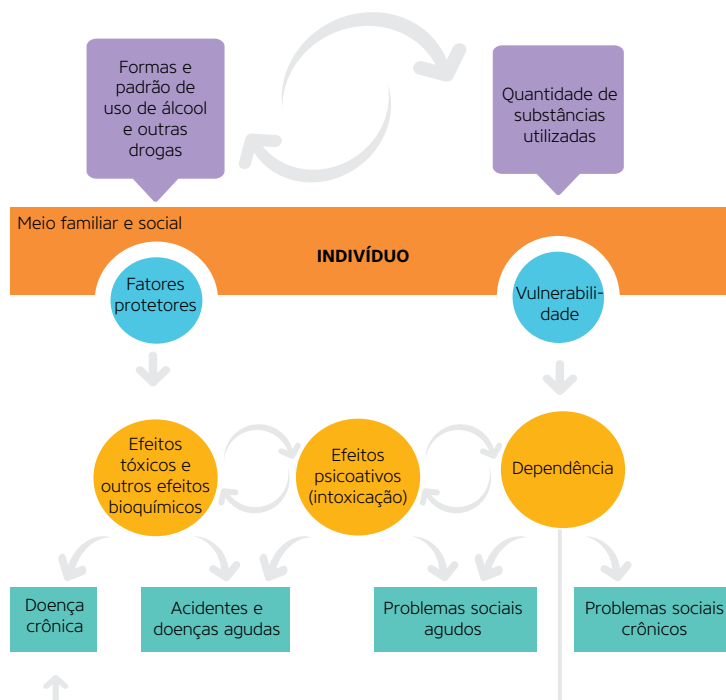 Formas e
padrão de
uso de álcool
e outras
drogas
Quantidade de
substâncias
utilizadas
Meio familiar e social
INDIVÍDUO
Fatores
protetores
Vulnerabili-
dade
Efeitos
tóxicos e
outros efeitos
bioquímicos
Efeitos
psicoativos
(intoxicação)
Dependência
Doença
crônica
Acidentes e
doenças agudas
Problemas sociais
agudos
Problemas sociais
crônicos